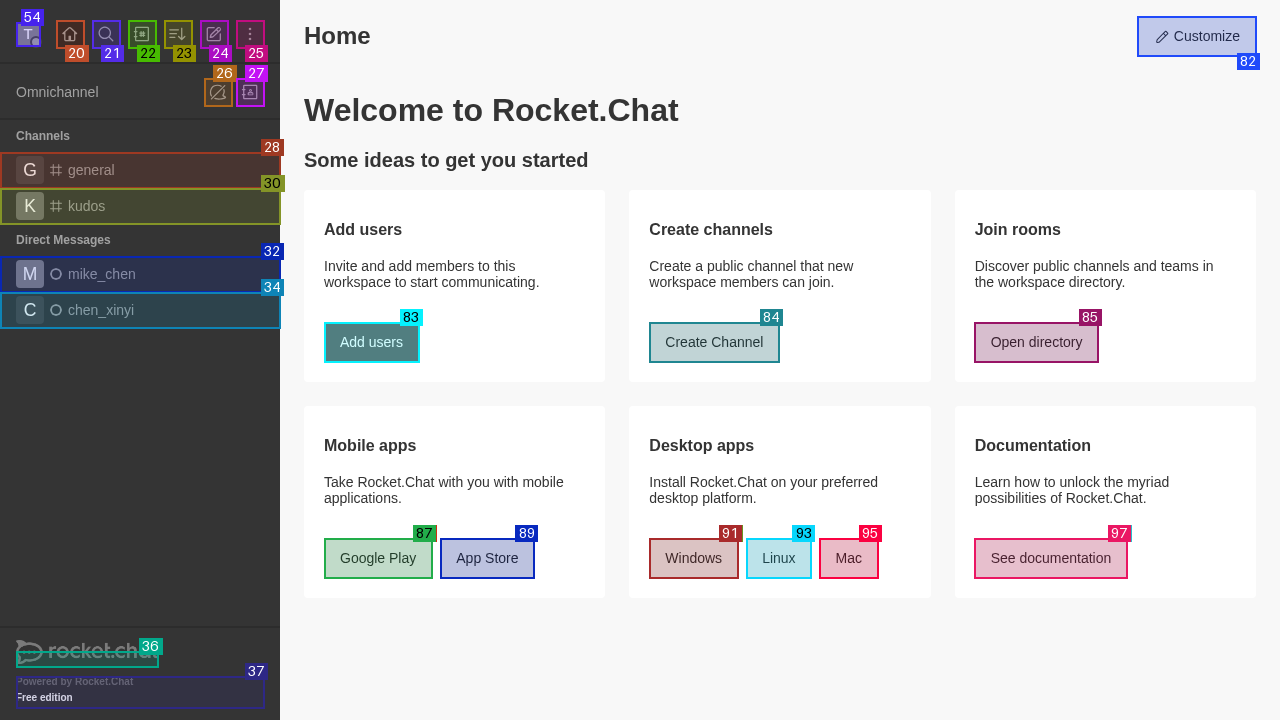 54
T
20
21
22
23
24
25
Omnichannel
26
27
Channels
28
G general
30
K kudos
Direct Messages
32
M mike_chen
34
C chen_xinyi
36
rocket.chat
37
Powered by Rocket.Chat
Free edition
Home
Customize
82
Welcome to Rocket.Chat
Some ideas to get you started
Add users
Invite and add members to this
workspace to start communicating.
83
Add users
Create channels
Create a public channel that new
workspace members can join.
84
Create Channel
Join rooms
Discover public channels and teams in
the workspace directory.
85
Open directory
Mobile apps
Take Rocket.Chat with you with mobile
applications.
87 89
Google Play App Store
Desktop apps
Install Rocket.Chat on your preferred
desktop platform.
91 93 95
Windows Linux Mac
Documentation
Learn how to unlock the myriad
possibilities of Rocket.Chat.
97
See documentation